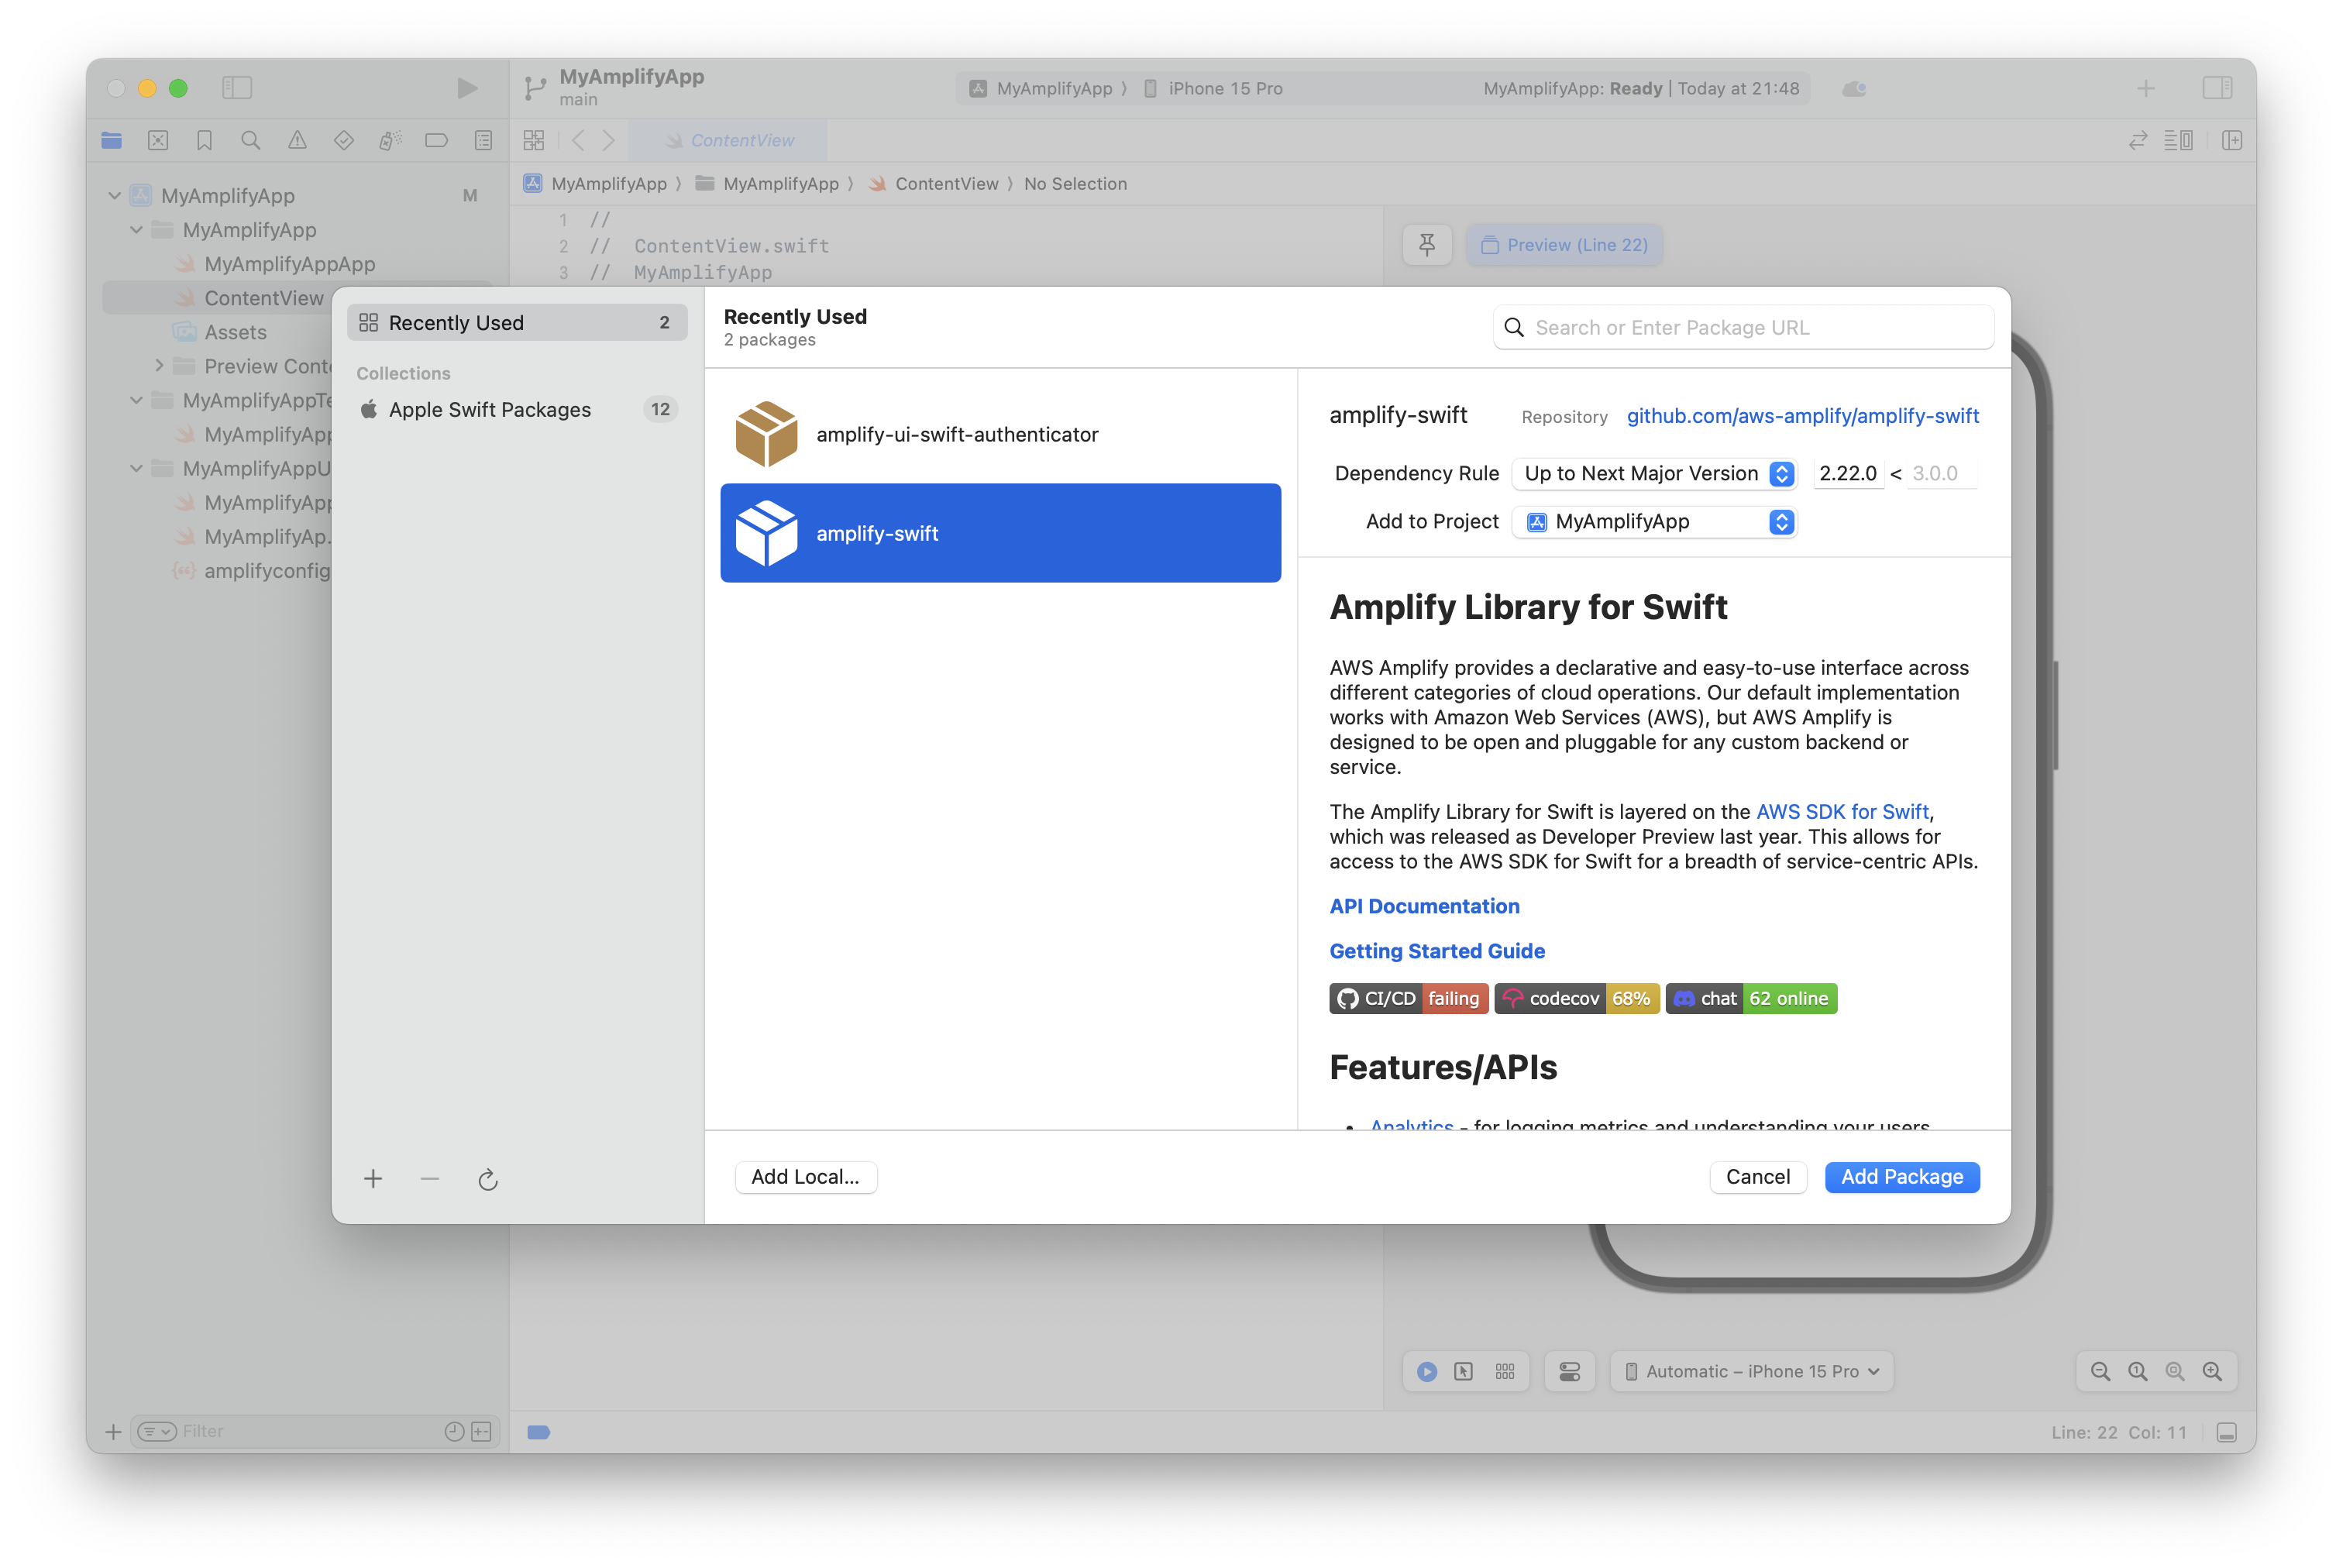 MyAmplifyApp
main
MyAmplifyApp 〉 iPhone 15 Pro
MyAmplifyApp: Ready | Today at 21:48
ContentView
MyAmplifyApp 〉 MyAmplifyApp 〉 ContentView 〉 No Selection
MyAmplifyApp M
MyAmplifyApp
MyAmplifyAppApp
ContentView
Assets
Preview Cont
MyAmplifyAppTe
MyAmplifyApp
MyAmplifyAppU
MyAmplifyApp
MyAmplifyAp.
amplifyconfig
1 //
2 // ContentView.swift
3 // MyAmplifyApp
Preview (Line 22)
Recently Used 2
Collections
Apple Swift Packages 12
Recently Used
2 packages
Search or Enter Package URL
amplify-ui-swift-authenticator
amplify-swift
amplify-swift Repository github.com/aws-amplify/amplify-swift
Dependency Rule Up to Next Major Version 2.22.0 < 3.0.0
Add to Project MyAmplifyApp
Amplify Library for Swift
AWS Amplify provides a declarative and easy-to-use interface across
different categories of cloud operations. Our default implementation
works with Amazon Web Services (AWS), but AWS Amplify is
designed to be open and pluggable for any custom backend or
service.
The Amplify Library for Swift is layered on the AWS SDK for Swift,
which was released as Developer Preview last year. This allows for
access to the AWS SDK for Swift for a breadth of service-centric APIs.
API Documentation
Getting Started Guide
CI/CD failing codecov 68% chat 62 online
Features/APIs
• Analytics - for logging metrics and understanding your users
Add Local...
Cancel
Add Package
Automatic – iPhone 15 Pro
Filter
Line: 22 Col: 11